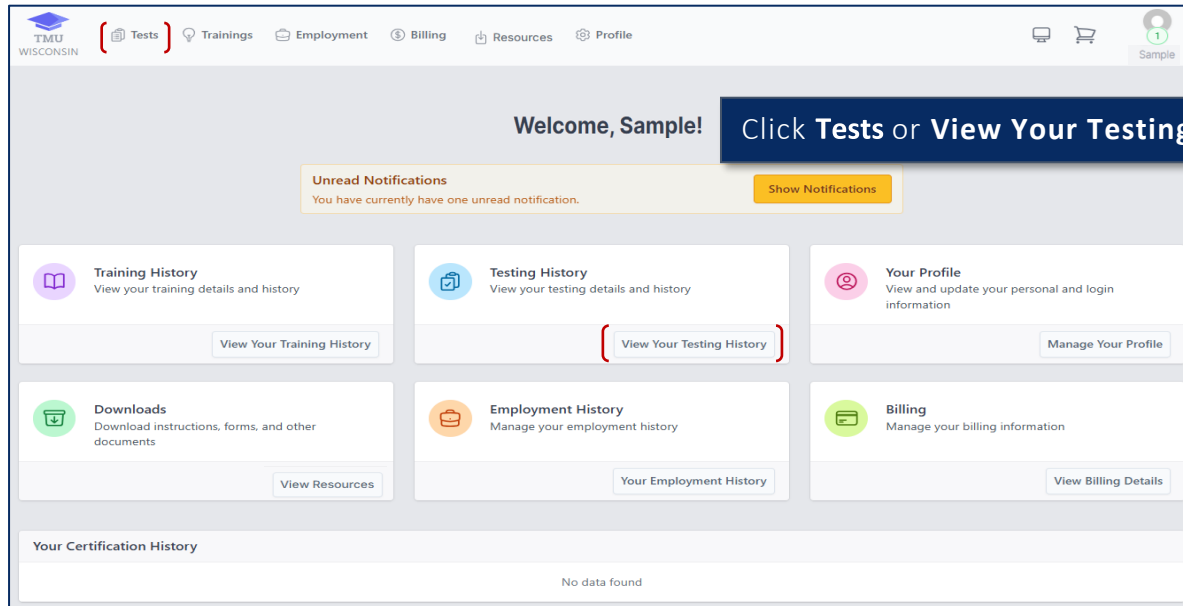 TMU
WISCONSIN
Tests
Trainings
Employment
Billing
Resources
Profile
1
Sample
Welcome, Sample!
Click Tests or View Your Testing
Unread Notifications
You have currently have one unread notification.
Show Notifications
Training History
View your training details and history
View Your Training History
Testing History
View your testing details and history
View Your Testing History
Your Profile
View and update your personal and login
information
Manage Your Profile
Downloads
Download instructions, forms, and other
documents
View Resources
Employment History
Manage your employment history
Your Employment History
Billing
Manage your billing information
View Billing Details
Your Certification History
No data found